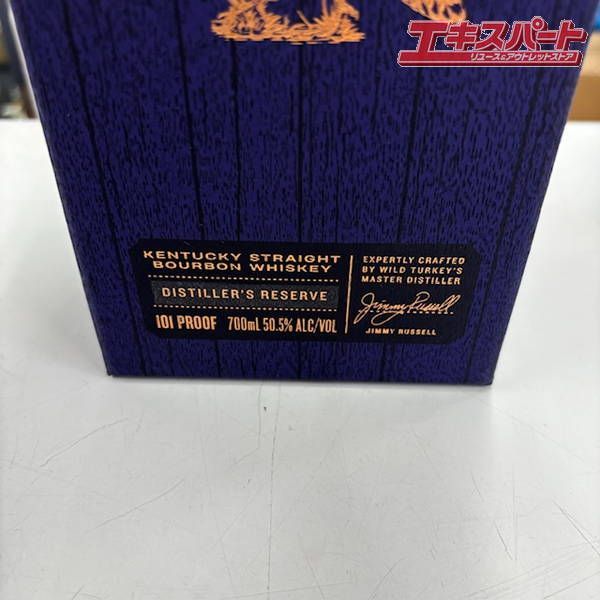 エキスパート
リユース&アウトレットストア
KENTUCKY STRAIGHT
BOURBON WHISKEY
DISTILLER'S RESERVE
101 PROOF 700mL 50.5% ALC/VOL
EXPERTLY CRAFTED
BY WILD TURKEY'S
MASTER DISTILLER
Jimmy Russell
JIMMY RUSSELL